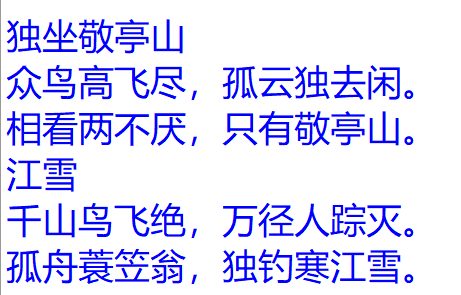 独坐敬亭山
众鸟高飞尽，孤云独去闲。
相看两不厌，只有敬亭山。
江雪
千山鸟飞绝，万径人踪灭。
孤舟蓑笠翁，独钓寒江雪。